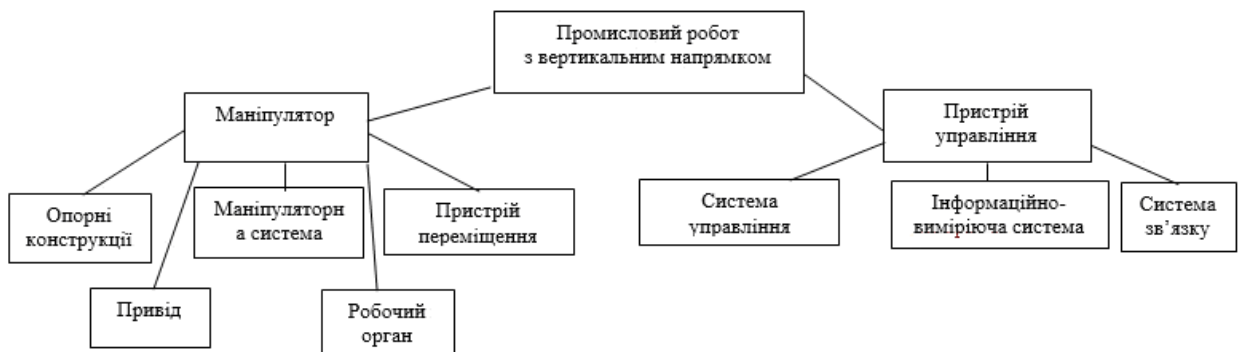 Промисловий робот
з вертикальним напрямком
Маніпулятор
Пристрій
управління
Опорні
конструкції
Маніпуляторн
а система
Пристрій
переміщення
Система
управління
Інформаційно-
виміріюча система
Система
зв’язку
Привід
Робочий
орган